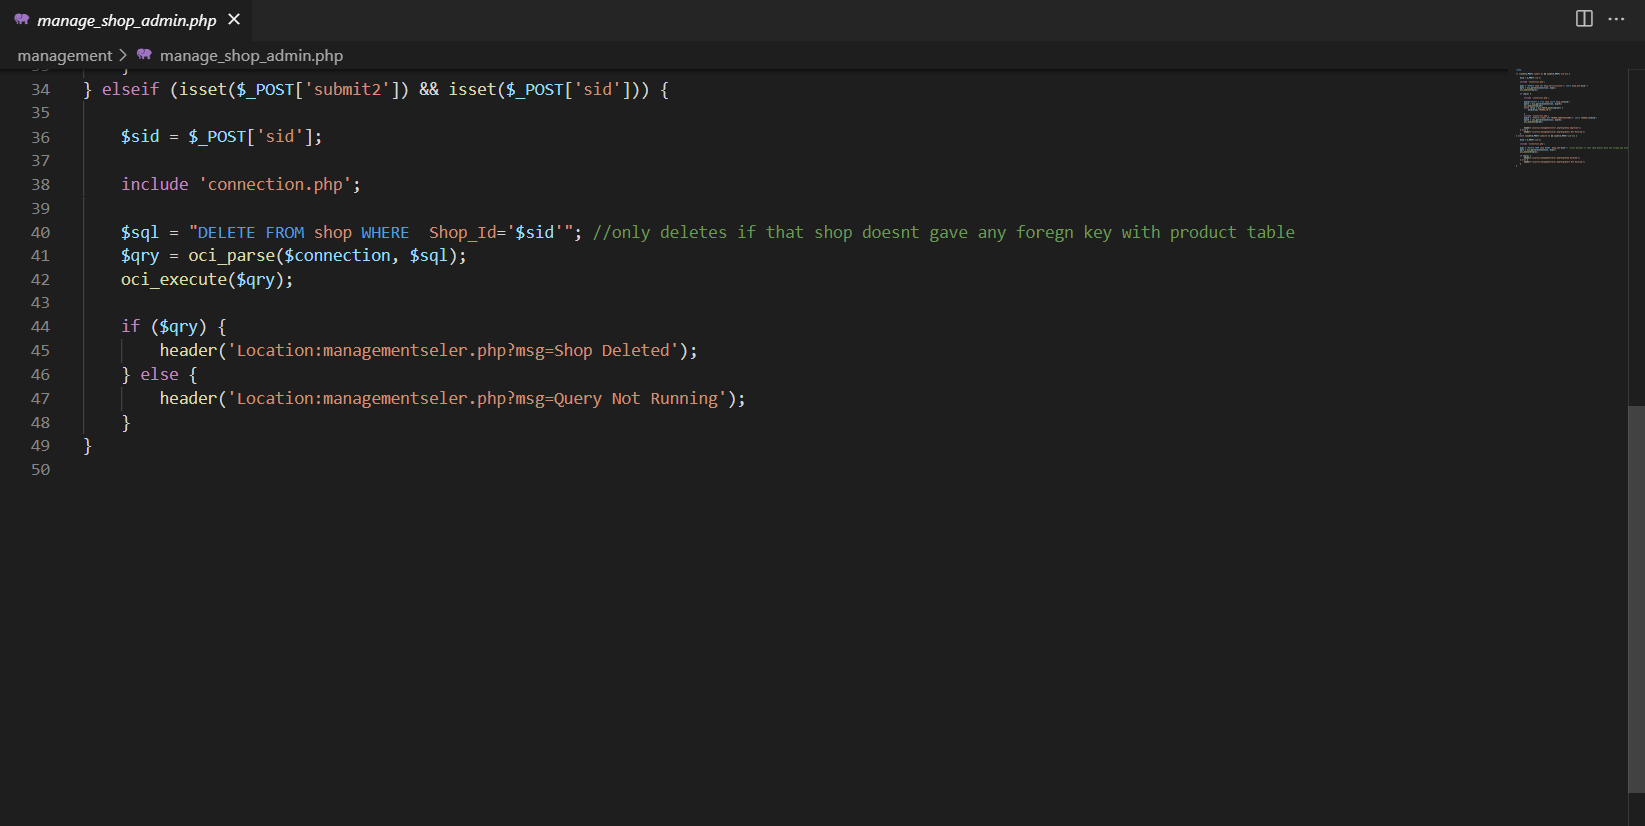 manage_shop_admin.php
management > manage_shop_admin.php
34 } elseif (isset($_POST['submit2']) && isset($_POST['sid'])) {
35
36 $sid = $_POST['sid'];
37
38 include 'connection.php';
39
40 $sql = "DELETE FROM shop WHERE  Shop_Id='$sid'"; //only deletes if that shop doesnt gave any foregn key with product table
41 $qry = oci_parse($connection, $sql);
42 oci_execute($qry);
43
44 if ($qry) {
45 header('Location:managementseler.php?msg=Shop Deleted');
46 } else {
47 header('Location:managementseler.php?msg=Query Not Running');
48 }
49 }
50